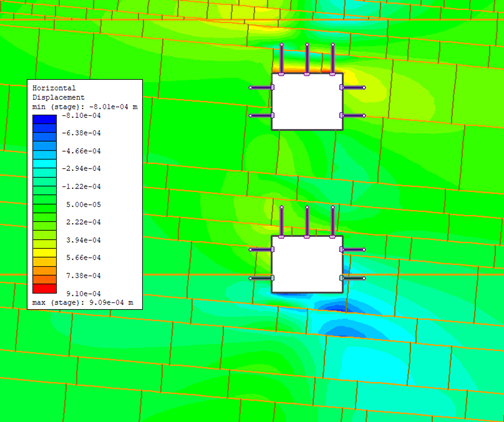 Horizontal
Displacement
min (stage): -8.01e-04 m
-8.10e-04
-6.38e-04
-4.66e-04
-2.94e-04
-1.22e-04
5.00e-05
2.22e-04
3.94e-04
5.66e-04
7.38e-04
9.10e-04
max (stage): 9.09e-04 m